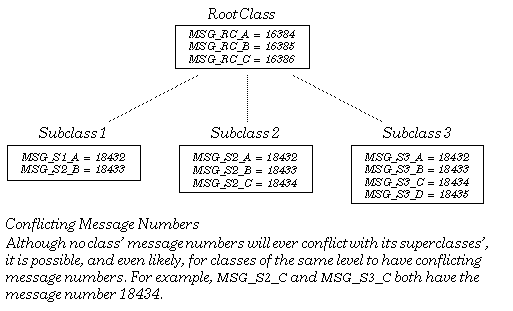 Root Class
MSG_RC_A = 16384
MSG_RC_B = 16385
MSG_RC_C = 16386
Subclass 1
MSG_S1_A = 18432
MSG_S2_B = 18433
Subclass 2
MSG_S2_A = 18432
MSG_S2_B = 18433
MSG_S2_C = 18434
Subclass 3
MSG_S3_A = 18432
MSG_S3_B = 18433
MSG_S3_C = 18434
MSG_S3_D = 18435
Conflicting Message Numbers
Although no class’ message numbers will ever conflict with its superclasses’,
it is possible, and even likely, for classes of the same level to have conflicting
message numbers. For example, MSG_S2_C and MSG_S3_C both have the
message number 18434.